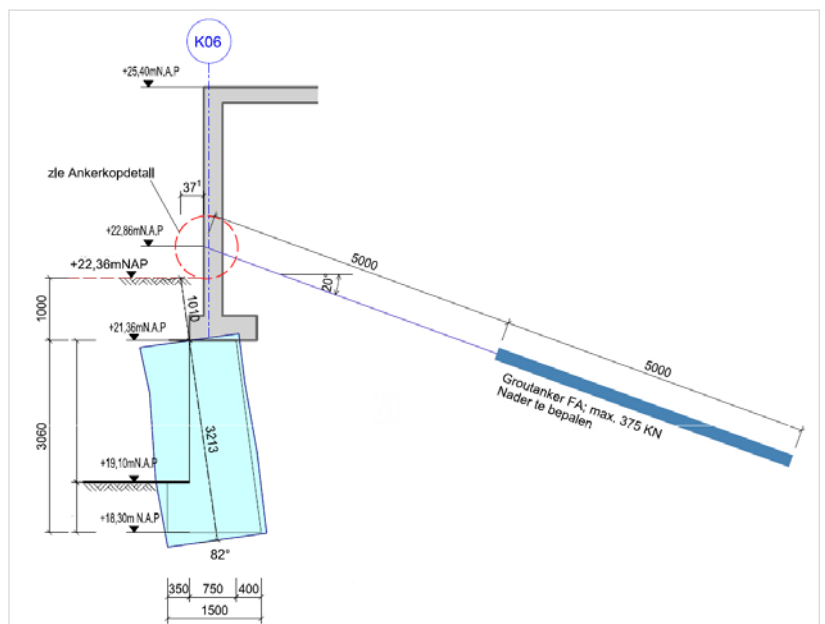 K06
+25,40mN.A.P
zie Ankerkopdetail
37¹
+22,86mN.A.P
+22,36mNAP
5000
20°
1000
1010
+21,36mN.A.P
5000
Groutanker FA; max. 375 KN
Nader te bepalen
3060
3213
+19,10mN.A.P
+18,30m N.A.P
82°
350 750 400
1500